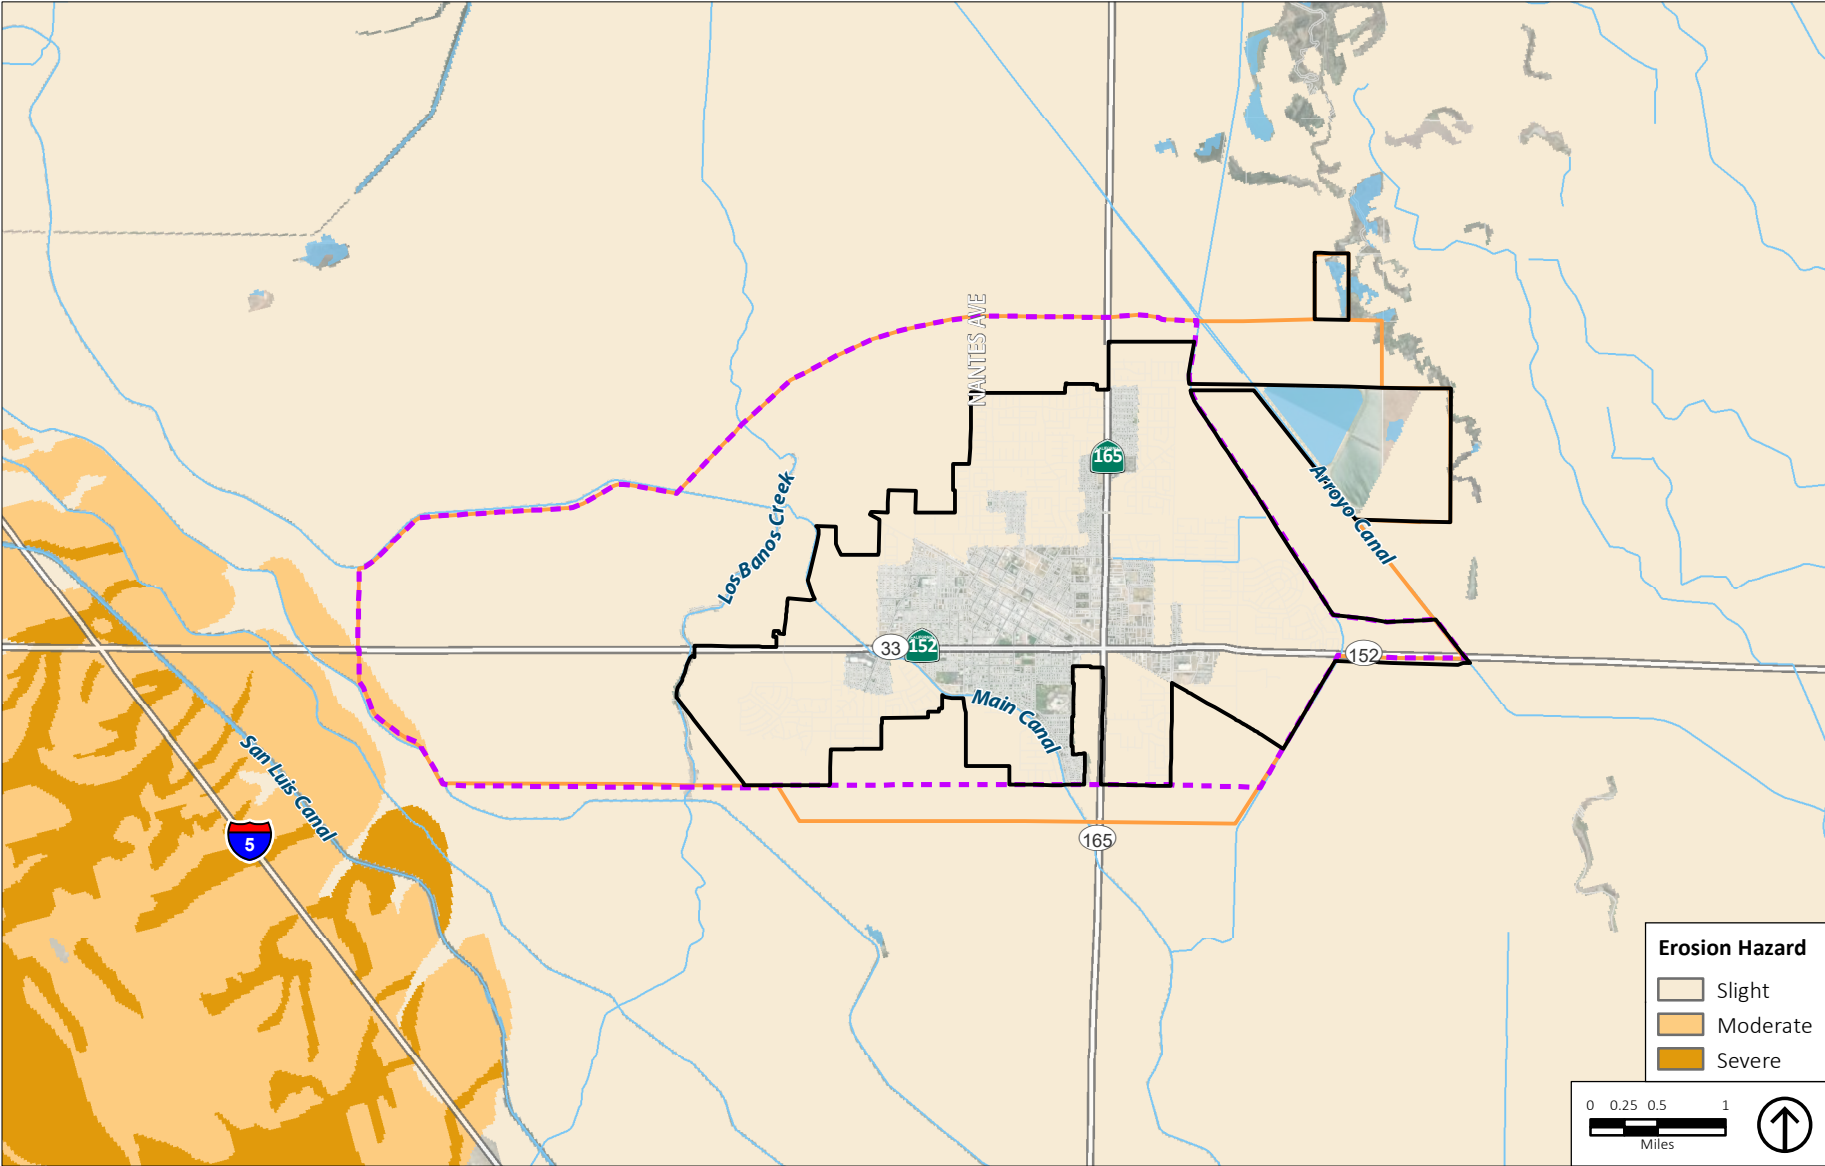 NANTES AVE
165
Los Banos Creek
Arroyo Canal
33
152
152
Main Canal
San Luis Canal
5
165
Erosion Hazard
Slight
Moderate
Severe
0 0.25 0.5 1
Miles